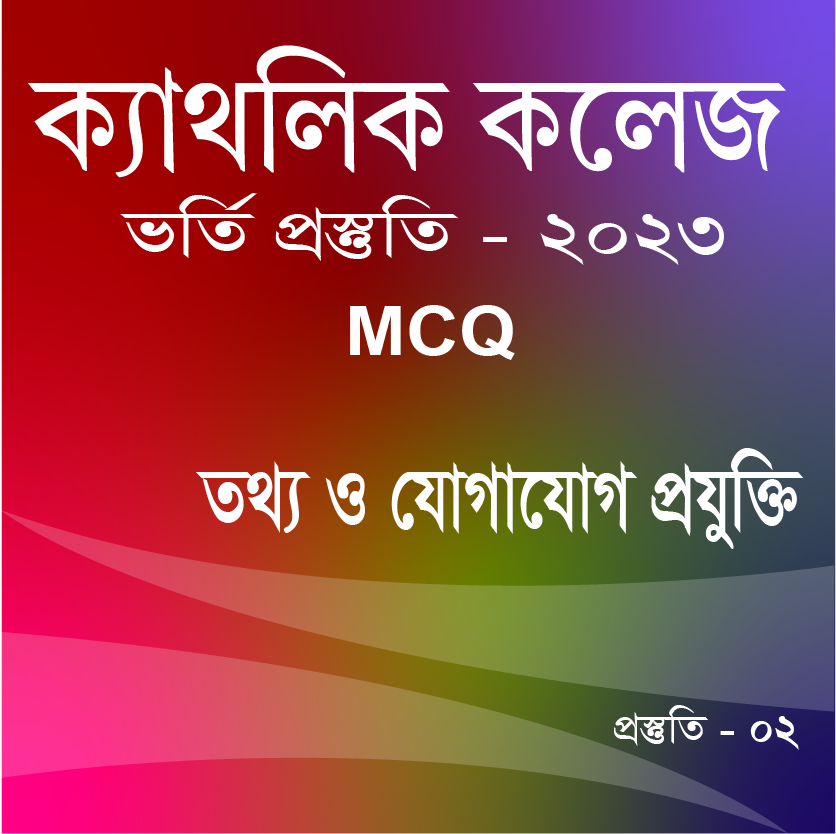 ক্যাথলিক কলেজ
ভর্তি প্রস্তুতি - ২০২৩
MCQ
তথ্য ও যোগাযোগ প্রযুক্তি
প্রস্তুতি - ০২